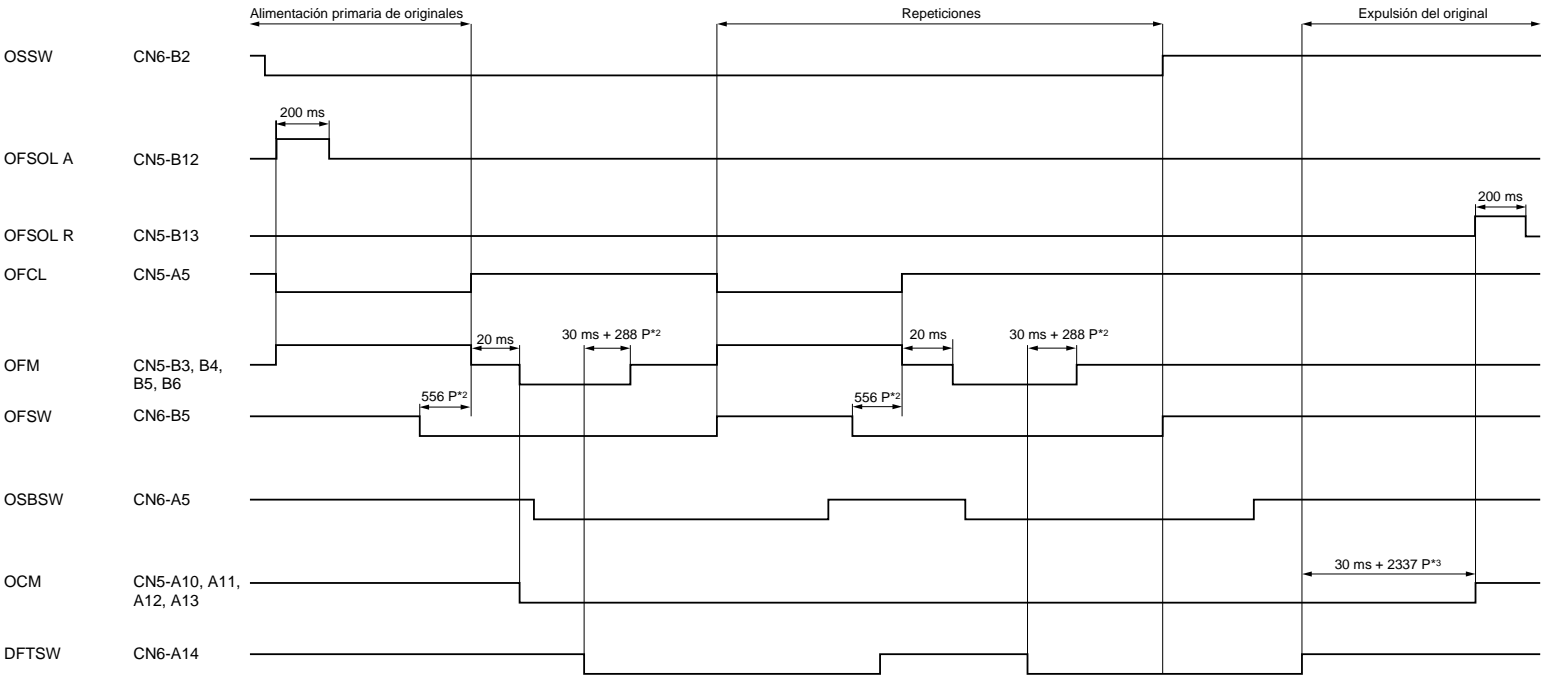 Alimentación primaria de originales
Repeticiones
Expulsión del original
OSSW CN6-B2
200 ms
OFSOL A CN5-B12
200 ms
OFSOL R CN5-B13
OFCL CN5-A5
20 ms
30 ms + 288 P*2
20 ms
30 ms + 288 P*2
OFM CN5-B3, B4,
B5, B6
556 P*2
556 P*2
OFSW CN6-B5
OSBSW CN6-A5
30 ms + 2337 P*3
OCM CN5-A10, A11,
A12, A13
DFTSW CN6-A14